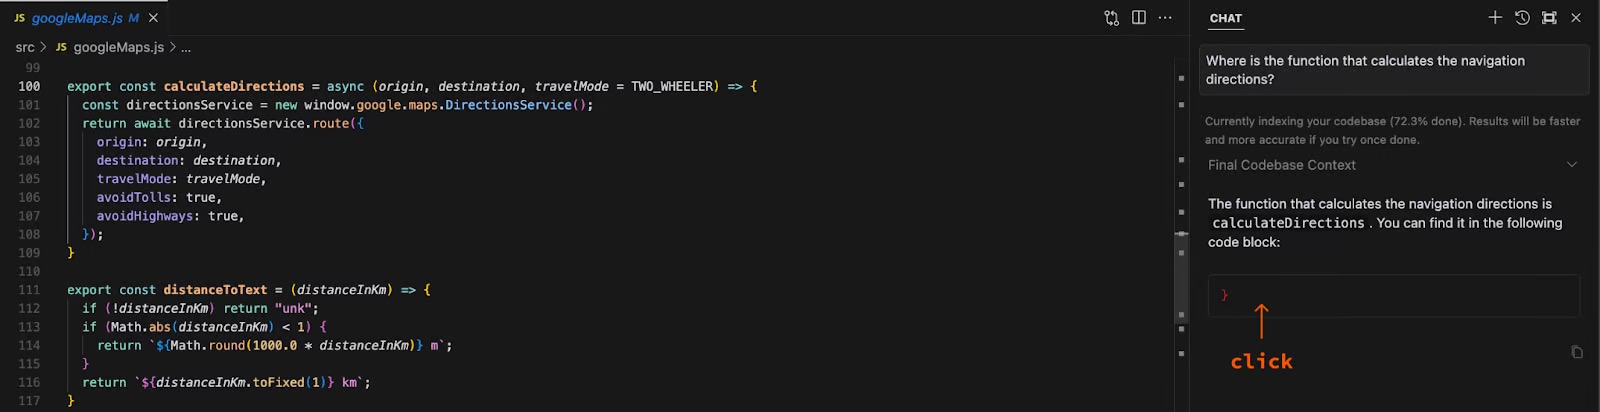 JS googleMaps.js M
src > JS googleMaps.js > ...
99
100 export const calculateDirections = async (origin, destination, travelMode = TWO_WHEELER) => {
101 const directionsService = new window.google.maps.DirectionsService();
102 return await directionsService.route({
103 origin: origin,
104 destination: destination,
105 travelMode: travelMode,
106 avoidTolls: true,
107 avoidHighways: true,
108 });
109 }
110
111 export const distanceToText = (distanceInKm) => {
112 if (!distanceInKm) return "unk";
113 if (Math.abs(distanceInKm) < 1) {
114 return `${Math.round(1000.0 * distanceInKm)} m`;
115 }
116 return `${distanceInKm.toFixed(1)} km`;
117 }
CHAT
Where is the function that calculates the navigation
directions?
Currently indexing your codebase (72.3% done). Results will be faster
and more accurate if you try once done.
Final Codebase Context
The function that calculates the navigation directions is
calculateDirections . You can find it in the following
code block:
}
click